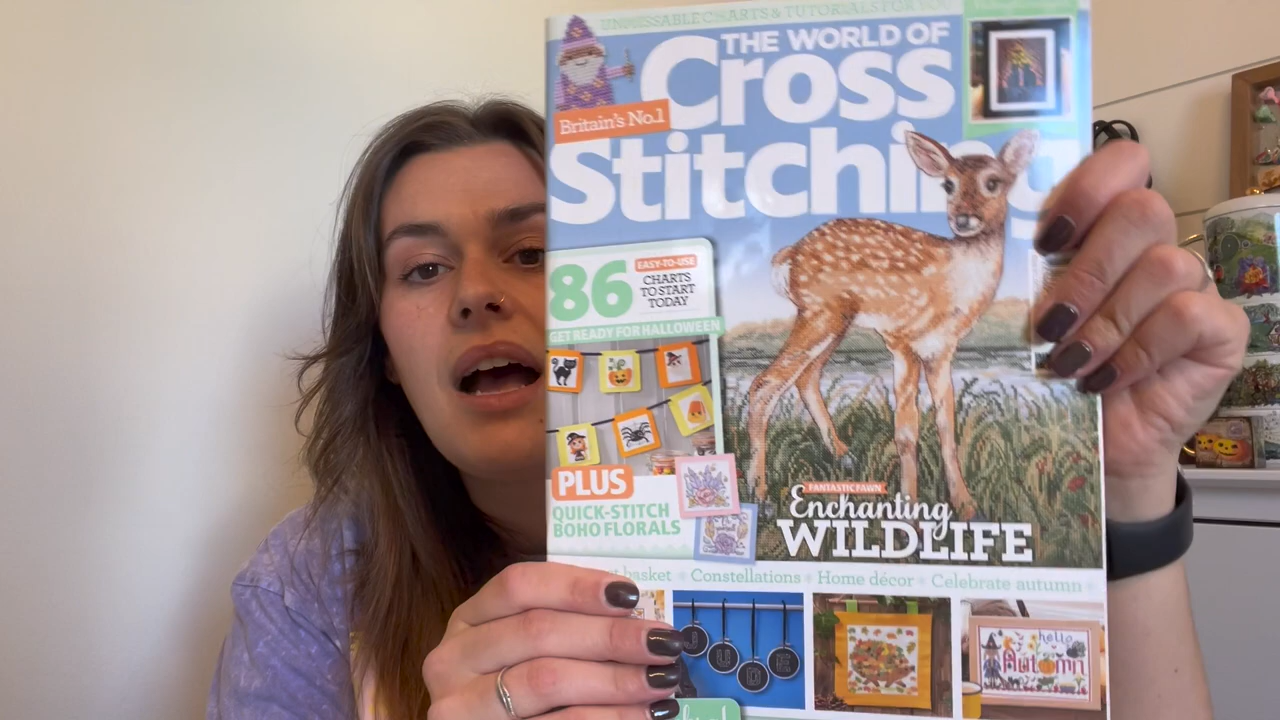 UNMISSABLE CHARTS & TUTORIALS FOR YOU
THE WORLD OF
Cross
Britain's No.1
Stitching
86
EASY-TO-USE
CHARTS
TO START
TODAY
GET READY FOR HALLOWEEN
PLUS
QUICK-STITCH
BOHO FLORALS
FANTASTIC FAWN
Enchanting
WILDLIFE
basket * Constellations * Home décor * Celebrate autumn
J U D E
hello
Autumn